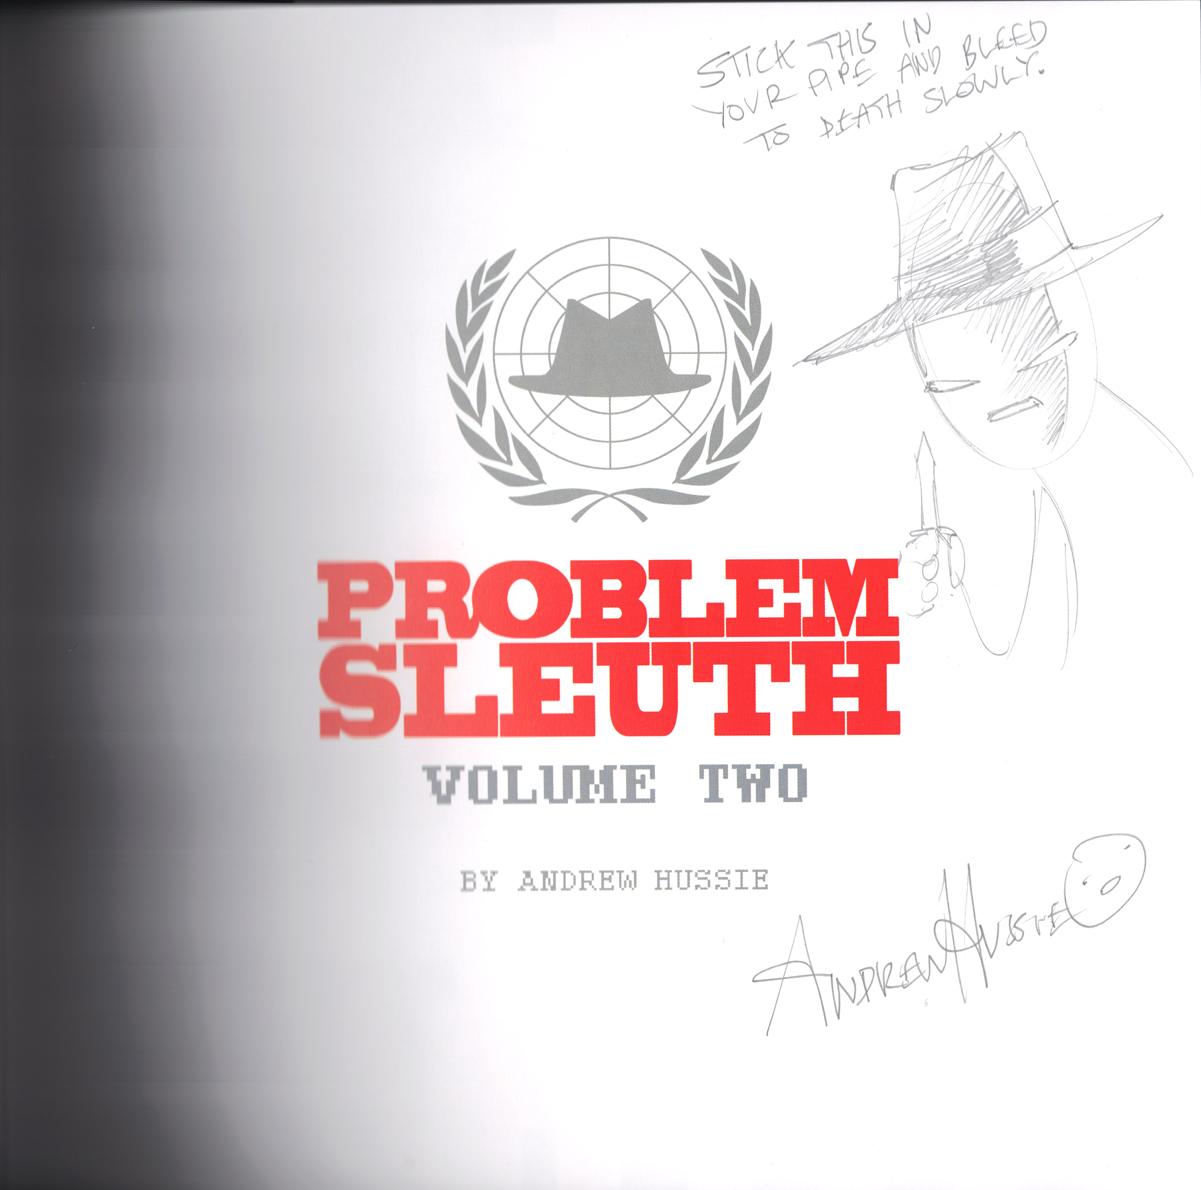 STICK THIS IN
YOUR PIPE AND BLEED
TO DEATH SLOWLY.
PROBLEM
SLEUTH
VOLUME TWO
BY ANDREW HUSSIE
ANDREW HUSSIE